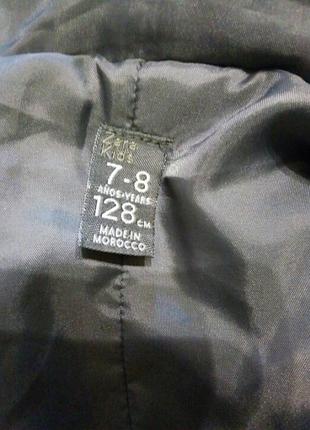 Zara
Kids
7-8
AÑOS-YEARS
128 CM
MADE IN
MOROCCO